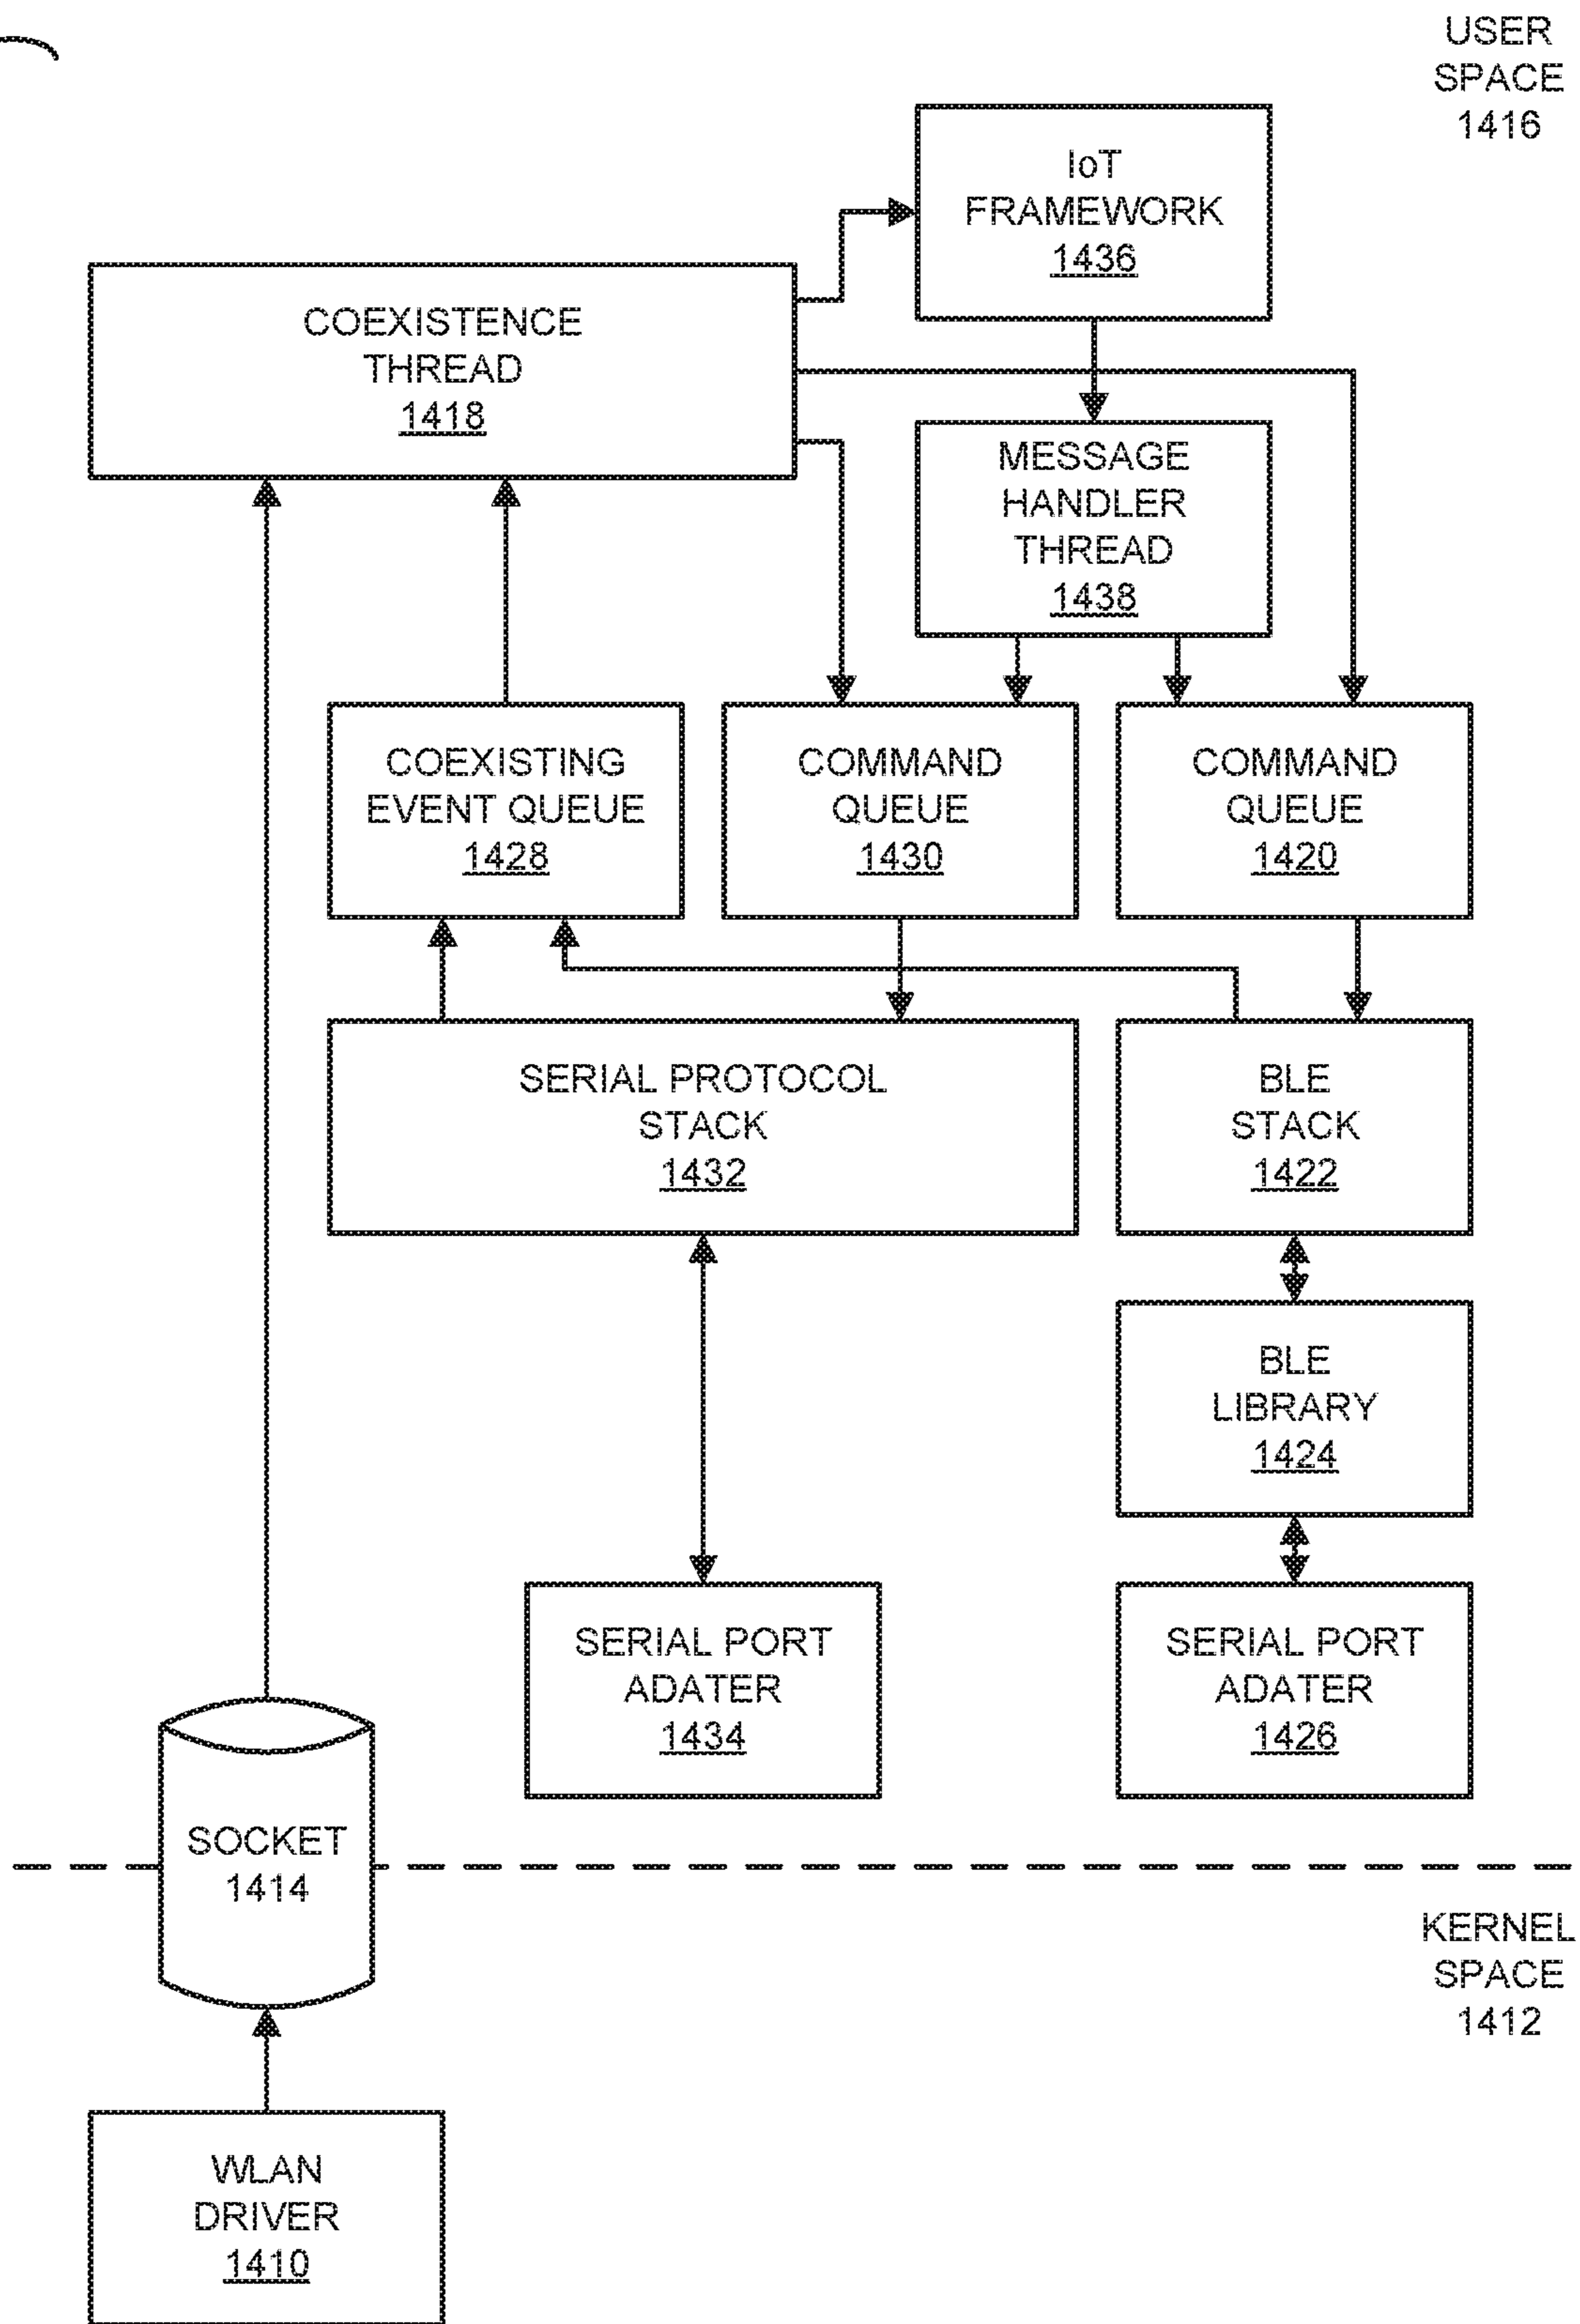 USER
SPACE
1416
IoT
FRAMEWORK
1436
COEXISTENCE
THREAD
1418
MESSAGE
HANDLER
THREAD
1438
COEXISTING
EVENT QUEUE
1428
COMMAND
QUEUE
1430
COMMAND
QUEUE
1420
SERIAL PROTOCOL
STACK
1432
BLE
STACK
1422
BLE
LIBRARY
1424
SERIAL PORT
ADATER
1434
SERIAL PORT
ADATER
1426
SOCKET
1414
KERNEL
SPACE
1412
WLAN
DRIVER
1410